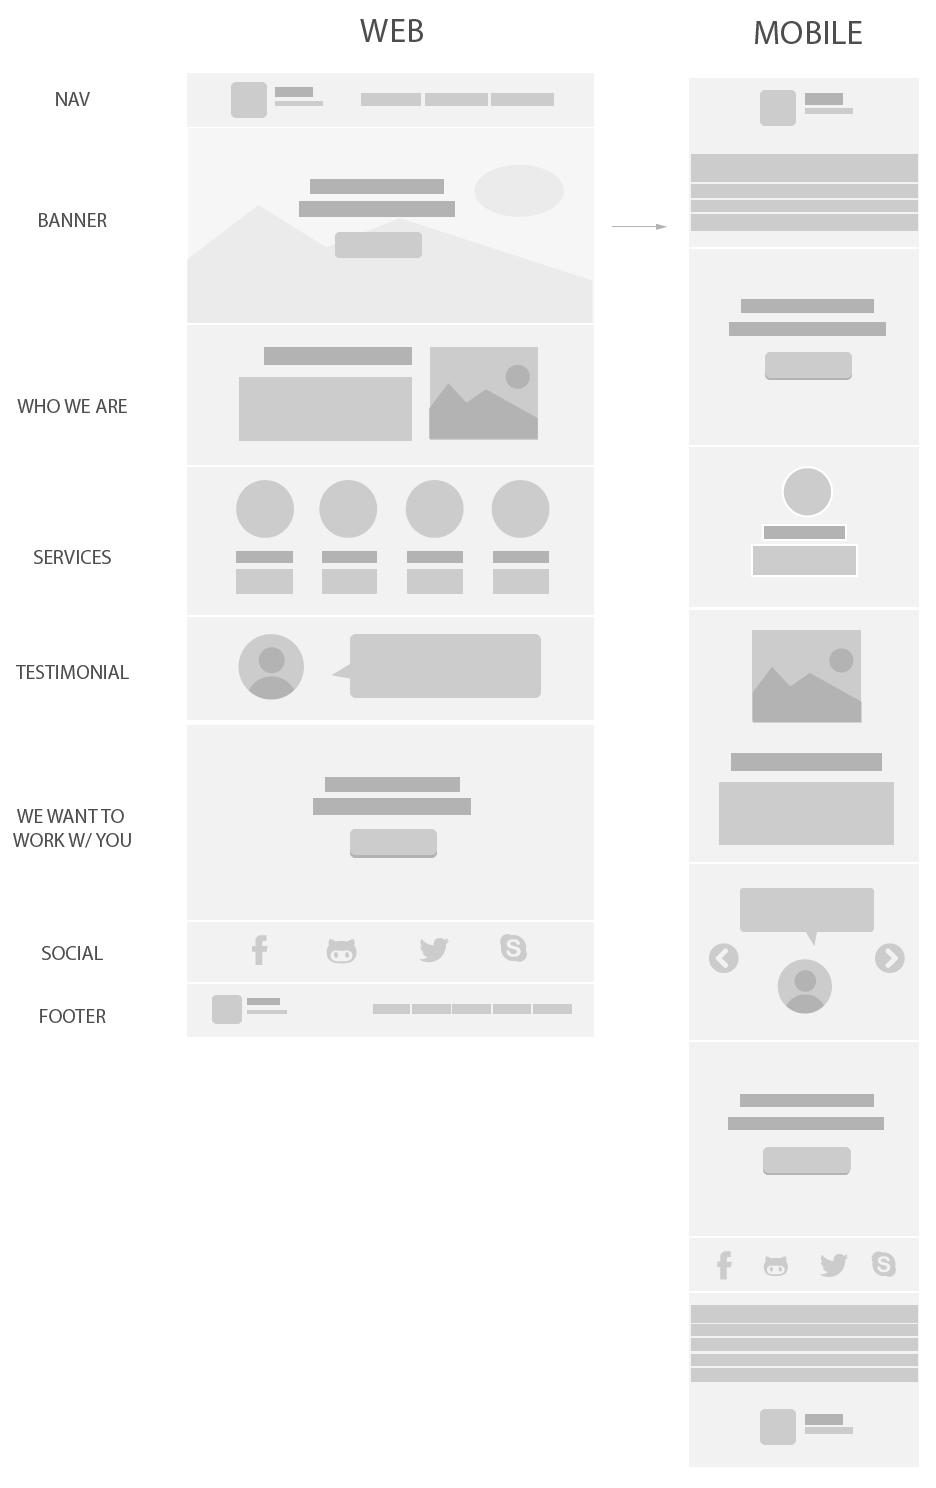 WEB
MOBILE
NAV
BANNER
WHO WE ARE
SERVICES
TESTIMONIAL
WE WANT TO
WORK W/ YOU
SOCIAL
FOOTER